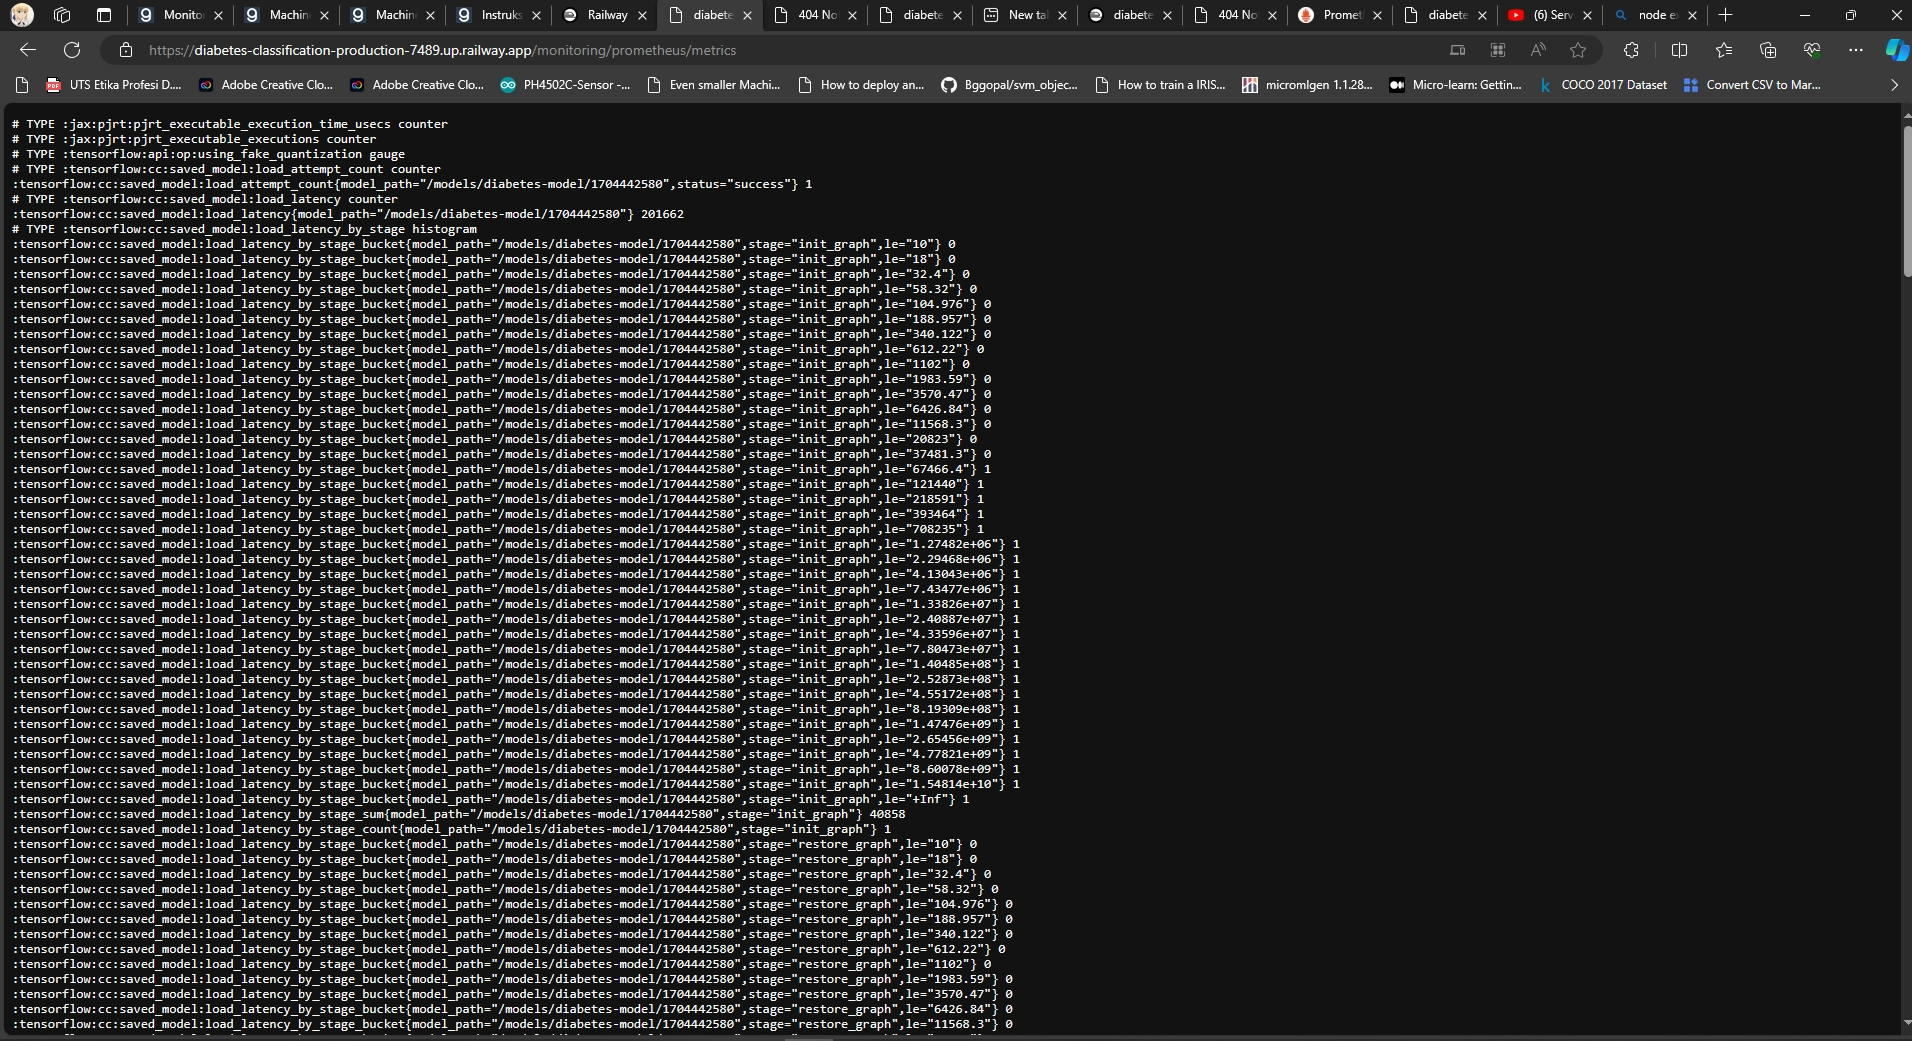 Monitor
Machin
Machin
Instruks
Railway
diabete
404 No
diabete
New ta
diabete
404 No
Promet
diabete
(6) Serv
node e
https://diabetes-classification-production-7489.up.railway.app/monitoring/prometheus/metrics
UTS Etika Profesi D....
Adobe Creative Clo...
Adobe Creative Clo...
PH4502C-Sensor -...
Even smaller Machi...
How to deploy an...
Bggopal/svm_objec...
How to train a IRIS...
micromlgen 1.1.28...
Micro-learn: Gettin...
COCO 2017 Dataset
Convert CSV to Mar...
# TYPE :jax:pjrt:pjrt_executable_execution_time_usecs counter
# TYPE :jax:pjrt:pjrt_executable_executions counter
# TYPE :tensorflow:api:op:using_fake_quantization gauge
# TYPE :tensorflow:cc:saved_model:load_attempt_count counter
:tensorflow:cc:saved_model:load_attempt_count{model_path="/models/diabetes-model/1704442580",status="success"} 1
# TYPE :tensorflow:cc:saved_model:load_latency counter
:tensorflow:cc:saved_model:load_latency{model_path="/models/diabetes-model/1704442580"} 201662
# TYPE :tensorflow:cc:saved_model:load_latency_by_stage histogram
:tensorflow:cc:saved_model:load_latency_by_stage_bucket{model_path="/models/diabetes-model/1704442580",stage="init_graph",le="10"} 0
:tensorflow:cc:saved_model:load_latency_by_stage_bucket{model_path="/models/diabetes-model/1704442580",stage="init_graph",le="18"} 0
:tensorflow:cc:saved_model:load_latency_by_stage_bucket{model_path="/models/diabetes-model/1704442580",stage="init_graph",le="32.4"} 0
:tensorflow:cc:saved_model:load_latency_by_stage_bucket{model_path="/models/diabetes-model/1704442580",stage="init_graph",le="58.32"} 0
:tensorflow:cc:saved_model:load_latency_by_stage_bucket{model_path="/models/diabetes-model/1704442580",stage="init_graph",le="104.976"} 0
:tensorflow:cc:saved_model:load_latency_by_stage_bucket{model_path="/models/diabetes-model/1704442580",stage="init_graph",le="188.957"} 0
:tensorflow:cc:saved_model:load_latency_by_stage_bucket{model_path="/models/diabetes-model/1704442580",stage="init_graph",le="340.122"} 0
:tensorflow:cc:saved_model:load_latency_by_stage_bucket{model_path="/models/diabetes-model/1704442580",stage="init_graph",le="612.22"} 0
:tensorflow:cc:saved_model:load_latency_by_stage_bucket{model_path="/models/diabetes-model/1704442580",stage="init_graph",le="1102"} 0
:tensorflow:cc:saved_model:load_latency_by_stage_bucket{model_path="/models/diabetes-model/1704442580",stage="init_graph",le="1983.59"} 0
:tensorflow:cc:saved_model:load_latency_by_stage_bucket{model_path="/models/diabetes-model/1704442580",stage="init_graph",le="3570.47"} 0
:tensorflow:cc:saved_model:load_latency_by_stage_bucket{model_path="/models/diabetes-model/1704442580",stage="init_graph",le="6426.84"} 0
:tensorflow:cc:saved_model:load_latency_by_stage_bucket{model_path="/models/diabetes-model/1704442580",stage="init_graph",le="11568.3"} 0
:tensorflow:cc:saved_model:load_latency_by_stage_bucket{model_path="/models/diabetes-model/1704442580",stage="init_graph",le="20823"} 0
:tensorflow:cc:saved_model:load_latency_by_stage_bucket{model_path="/models/diabetes-model/1704442580",stage="init_graph",le="37481.3"} 0
:tensorflow:cc:saved_model:load_latency_by_stage_bucket{model_path="/models/diabetes-model/1704442580",stage="init_graph",le="67466.4"} 1
:tensorflow:cc:saved_model:load_latency_by_stage_bucket{model_path="/models/diabetes-model/1704442580",stage="init_graph",le="121440"} 1
:tensorflow:cc:saved_model:load_latency_by_stage_bucket{model_path="/models/diabetes-model/1704442580",stage="init_graph",le="218591"} 1
:tensorflow:cc:saved_model:load_latency_by_stage_bucket{model_path="/models/diabetes-model/1704442580",stage="init_graph",le="393464"} 1
:tensorflow:cc:saved_model:load_latency_by_stage_bucket{model_path="/models/diabetes-model/1704442580",stage="init_graph",le="708235"} 1
:tensorflow:cc:saved_model:load_latency_by_stage_bucket{model_path="/models/diabetes-model/1704442580",stage="init_graph",le="1.27482e+06"} 1
:tensorflow:cc:saved_model:load_latency_by_stage_bucket{model_path="/models/diabetes-model/1704442580",stage="init_graph",le="2.29468e+06"} 1
:tensorflow:cc:saved_model:load_latency_by_stage_bucket{model_path="/models/diabetes-model/1704442580",stage="init_graph",le="4.13043e+06"} 1
:tensorflow:cc:saved_model:load_latency_by_stage_bucket{model_path="/models/diabetes-model/1704442580",stage="init_graph",le="7.43477e+06"} 1
:tensorflow:cc:saved_model:load_latency_by_stage_bucket{model_path="/models/diabetes-model/1704442580",stage="init_graph",le="1.33826e+07"} 1
:tensorflow:cc:saved_model:load_latency_by_stage_bucket{model_path="/models/diabetes-model/1704442580",stage="init_graph",le="2.40887e+07"} 1
:tensorflow:cc:saved_model:load_latency_by_stage_bucket{model_path="/models/diabetes-model/1704442580",stage="init_graph",le="4.33596e+07"} 1
:tensorflow:cc:saved_model:load_latency_by_stage_bucket{model_path="/models/diabetes-model/1704442580",stage="init_graph",le="7.80473e+07"} 1
:tensorflow:cc:saved_model:load_latency_by_stage_bucket{model_path="/models/diabetes-model/1704442580",stage="init_graph",le="1.40485e+08"} 1
:tensorflow:cc:saved_model:load_latency_by_stage_bucket{model_path="/models/diabetes-model/1704442580",stage="init_graph",le="2.52873e+08"} 1
:tensorflow:cc:saved_model:load_latency_by_stage_bucket{model_path="/models/diabetes-model/1704442580",stage="init_graph",le="4.55172e+08"} 1
:tensorflow:cc:saved_model:load_latency_by_stage_bucket{model_path="/models/diabetes-model/1704442580",stage="init_graph",le="8.19309e+08"} 1
:tensorflow:cc:saved_model:load_latency_by_stage_bucket{model_path="/models/diabetes-model/1704442580",stage="init_graph",le="1.47476e+09"} 1
:tensorflow:cc:saved_model:load_latency_by_stage_bucket{model_path="/models/diabetes-model/1704442580",stage="init_graph",le="2.65456e+09"} 1
:tensorflow:cc:saved_model:load_latency_by_stage_bucket{model_path="/models/diabetes-model/1704442580",stage="init_graph",le="4.77821e+09"} 1
:tensorflow:cc:saved_model:load_latency_by_stage_bucket{model_path="/models/diabetes-model/1704442580",stage="init_graph",le="8.60078e+09"} 1
:tensorflow:cc:saved_model:load_latency_by_stage_bucket{model_path="/models/diabetes-model/1704442580",stage="init_graph",le="1.54814e+10"} 1
:tensorflow:cc:saved_model:load_latency_by_stage_bucket{model_path="/models/diabetes-model/1704442580",stage="init_graph",le="+Inf"} 1
:tensorflow:cc:saved_model:load_latency_by_stage_sum{model_path="/models/diabetes-model/1704442580",stage="init_graph"} 40858
:tensorflow:cc:saved_model:load_latency_by_stage_count{model_path="/models/diabetes-model/1704442580",stage="init_graph"} 1
:tensorflow:cc:saved_model:load_latency_by_stage_bucket{model_path="/models/diabetes-model/1704442580",stage="restore_graph",le="10"} 0
:tensorflow:cc:saved_model:load_latency_by_stage_bucket{model_path="/models/diabetes-model/1704442580",stage="restore_graph",le="18"} 0
:tensorflow:cc:saved_model:load_latency_by_stage_bucket{model_path="/models/diabetes-model/1704442580",stage="restore_graph",le="32.4"} 0
:tensorflow:cc:saved_model:load_latency_by_stage_bucket{model_path="/models/diabetes-model/1704442580",stage="restore_graph",le="58.32"} 0
:tensorflow:cc:saved_model:load_latency_by_stage_bucket{model_path="/models/diabetes-model/1704442580",stage="restore_graph",le="104.976"} 0
:tensorflow:cc:saved_model:load_latency_by_stage_bucket{model_path="/models/diabetes-model/1704442580",stage="restore_graph",le="188.957"} 0
:tensorflow:cc:saved_model:load_latency_by_stage_bucket{model_path="/models/diabetes-model/1704442580",stage="restore_graph",le="340.122"} 0
:tensorflow:cc:saved_model:load_latency_by_stage_bucket{model_path="/models/diabetes-model/1704442580",stage="restore_graph",le="612.22"} 0
:tensorflow:cc:saved_model:load_latency_by_stage_bucket{model_path="/models/diabetes-model/1704442580",stage="restore_graph",le="1102"} 0
:tensorflow:cc:saved_model:load_latency_by_stage_bucket{model_path="/models/diabetes-model/1704442580",stage="restore_graph",le="1983.59"} 0
:tensorflow:cc:saved_model:load_latency_by_stage_bucket{model_path="/models/diabetes-model/1704442580",stage="restore_graph",le="3570.47"} 0
:tensorflow:cc:saved_model:load_latency_by_stage_bucket{model_path="/models/diabetes-model/1704442580",stage="restore_graph",le="6426.84"} 0
:tensorflow:cc:saved_model:load_latency_by_stage_bucket{model_path="/models/diabetes-model/1704442580",stage="restore_graph",le="11568.3"} 0